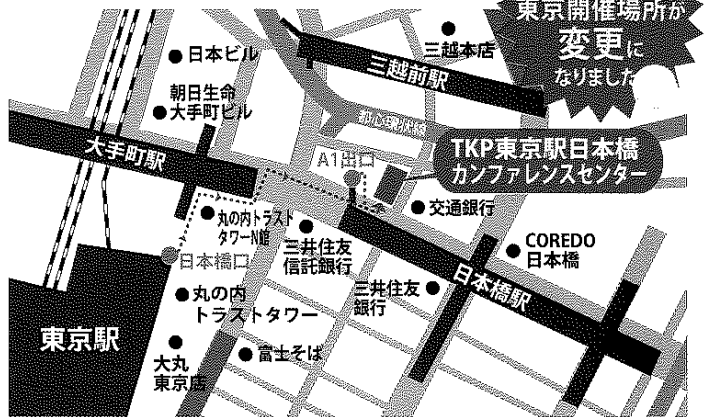 東京開催場所が
変更に
なりました
三越本店
日本ビル
三越前駅
朝日生命
大手町ビル
都心環状線
大手町駅
A1出口
TKP東京駅日本橋
カンファレンスセンター
交通銀行
丸の内トラスト
タワーN館
三井住友
信託銀行
COREDO
日本橋
日本橋口
日本橋駅
三井住友
銀行
丸の内
トラストタワー
東京駅
富士そば
大丸
東京店